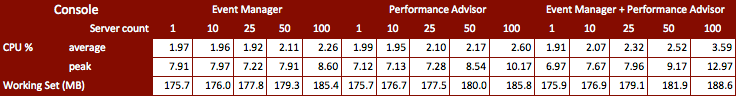 Console Event Manager Performance Advisor Event Manager + Performance Advisor
Server count 1 10 25 50 100 1 10 25 50 100 1 10 25 50 100
CPU % average 1.97 1.96 1.92 2.11 2.26 1.99 1.95 2.10 2.17 2.60 1.91 2.07 2.32 2.52 3.59
peak 7.91 7.97 7.22 7.91 8.60 7.12 7.13 7.28 8.54 10.17 6.97 7.67 7.96 9.17 12.97
Working Set (MB) 175.7 176.0 177.8 179.3 185.4 175.7 176.7 177.5 180.0 185.8 175.9 176.9 179.1 181.9 188.6